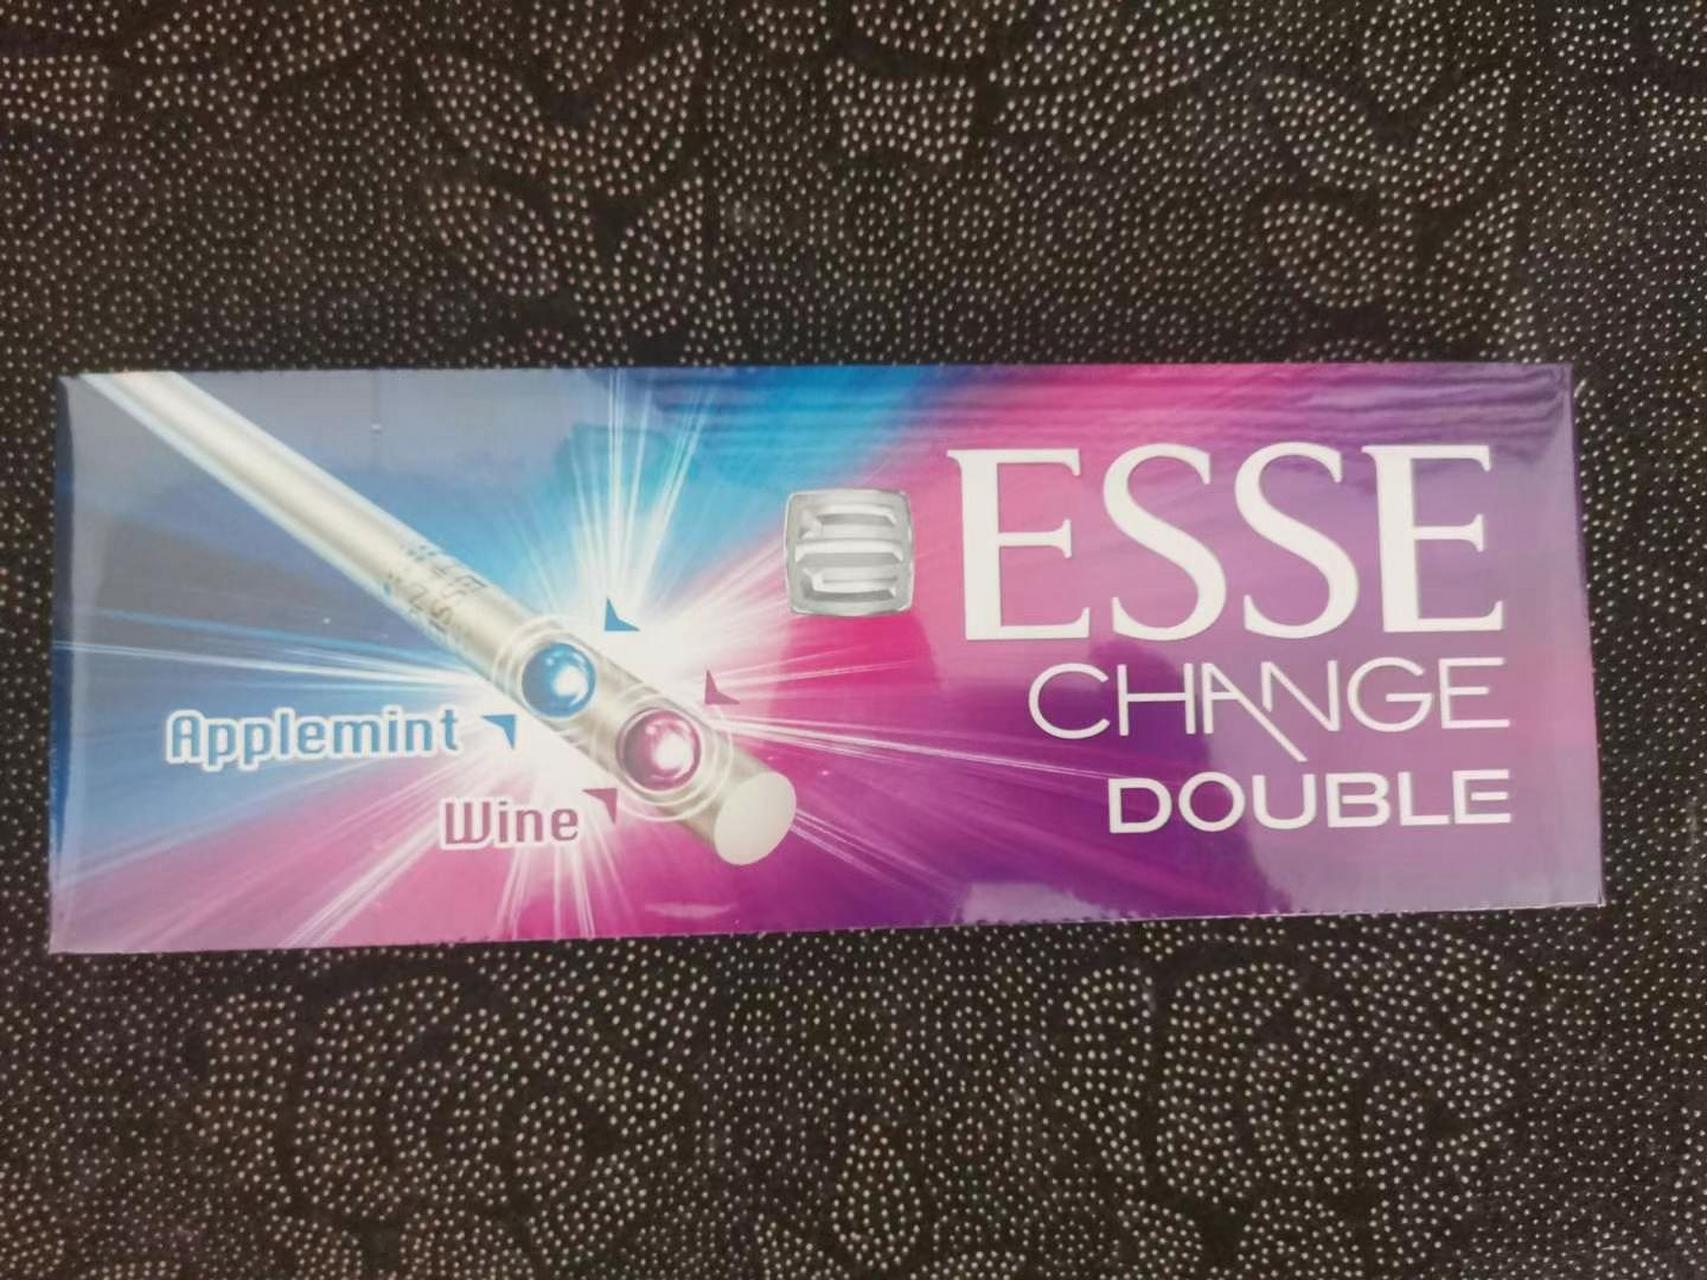 ESSE
CHANGE
DOUBLE
Applemint
Wine